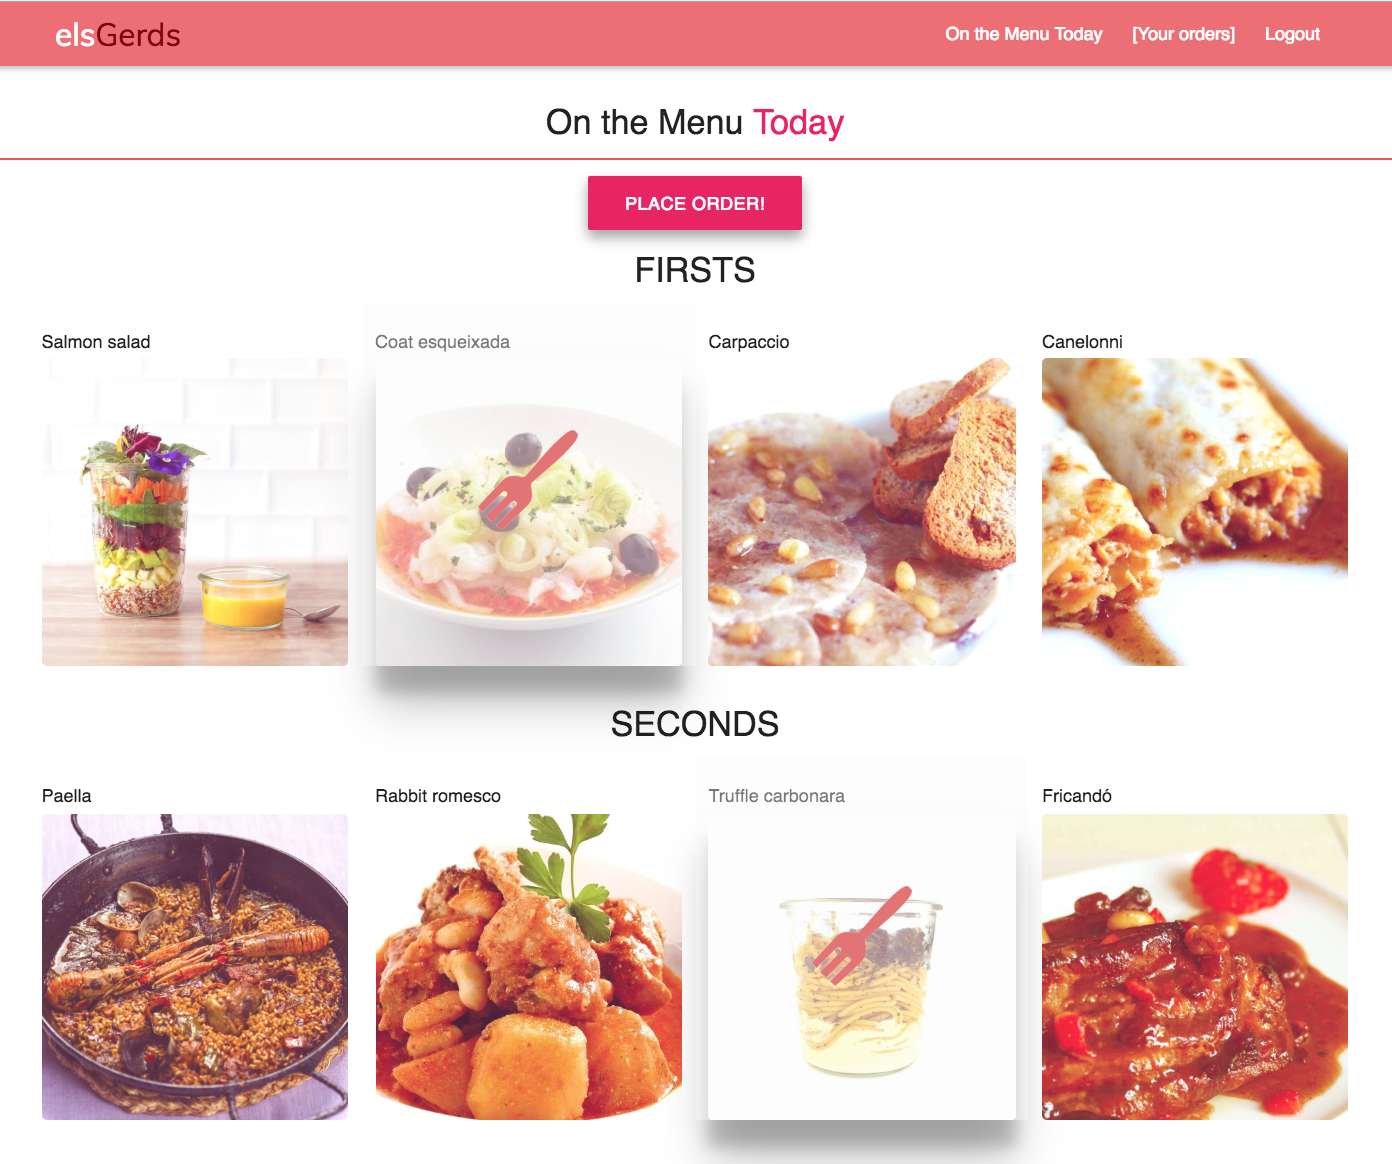 elsGerds
On the Menu Today [Your orders] Logout
On the Menu Today
PLACE ORDER!
FIRSTS
Salmon salad
Coat esqueixada
Carpaccio
Canelonni
SECONDS
Paella
Rabbit romesco
Truffle carbonara
Fricandó